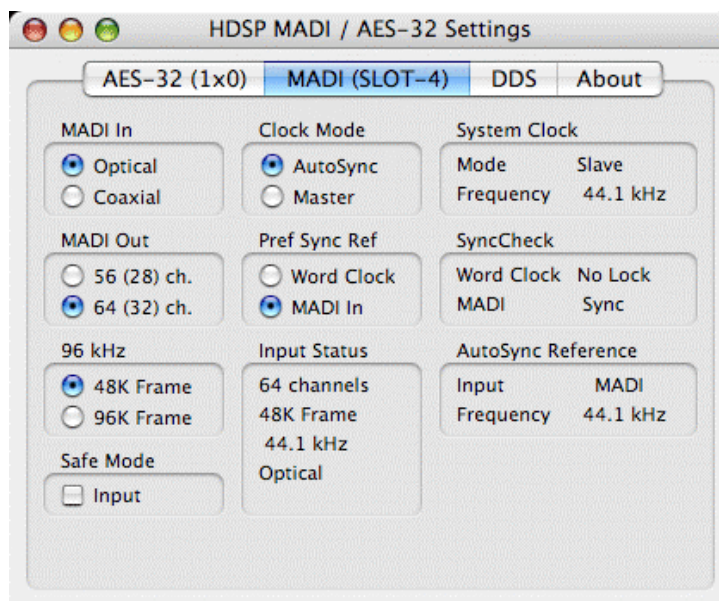 HDSP MADI / AES-32 Settings
AES-32 (1x0) MADI (SLOT-4) DDS About
MADI In
Optical
Coaxial
MADI Out
56 (28) ch.
64 (32) ch.
96 kHz
48K Frame
96K Frame
Safe Mode
Input
Clock Mode
AutoSync
Master
Pref Sync Ref
Word Clock
MADI In
Input Status
64 channels
48K Frame
44.1 kHz
Optical
System Clock
Mode Slave
Frequency 44.1 kHz
SyncCheck
Word Clock No Lock
MADI Sync
AutoSync Reference
Input MADI
Frequency 44.1 kHz